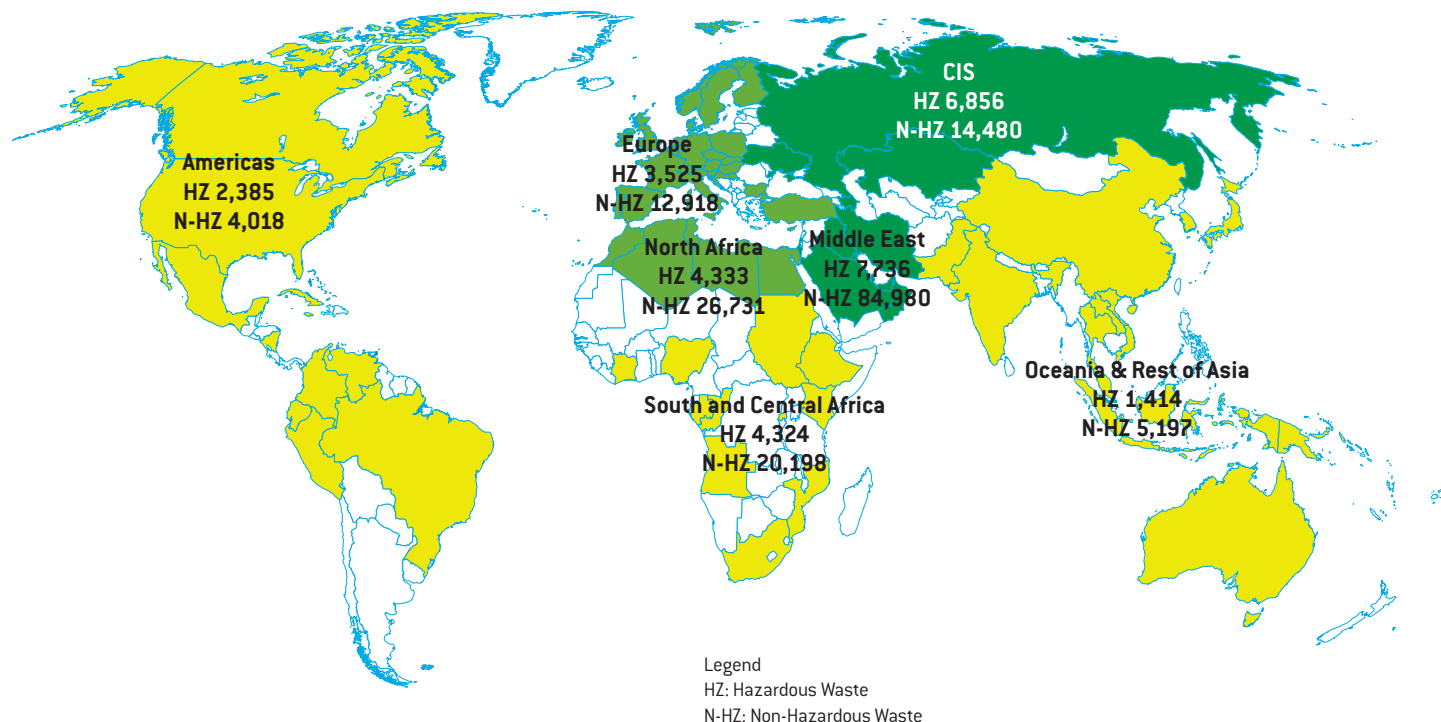 CIS
HZ 6,856
N-HZ 14,480
Europe
HZ 3,525
N-HZ 12,918
Americas
HZ 2,385
N-HZ 4,018
North Africa
HZ 4,333
N-HZ 26,731
Middle East
HZ 7,736
N-HZ 84,980
Oceania & Rest of Asia
HZ 1,414
N-HZ 5,197
South and Central Africa
HZ 4,324
N-HZ 20,198
Legend
HZ: Hazardous Waste
N-HZ: Non-Hazardous Waste